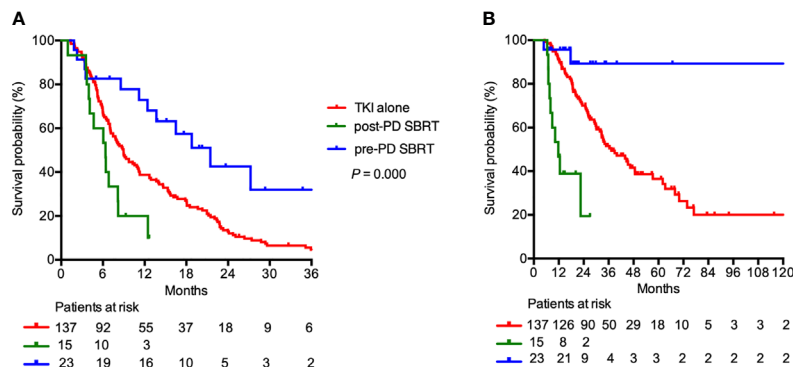 A
Survival probability (%)
100
80
60
40
20
0
0 6 12 18 24 30 36
Months
TKI alone
post-PD SBRT
pre-PD SBRT
P = 0.000
Patients at risk
137 92 55 37 18 9 6
15 10 3
23 19 16 10 5 3 2
B
Survival probability (%)
100
80
60
40
20
0 12 24 36 48 60 72 84 96 108 120
Months
Patients at risk
137 126 90 50 29 18 10 5 3 3 2
15 8 2
23 21 9 4 3 3 2 2 2 2 2